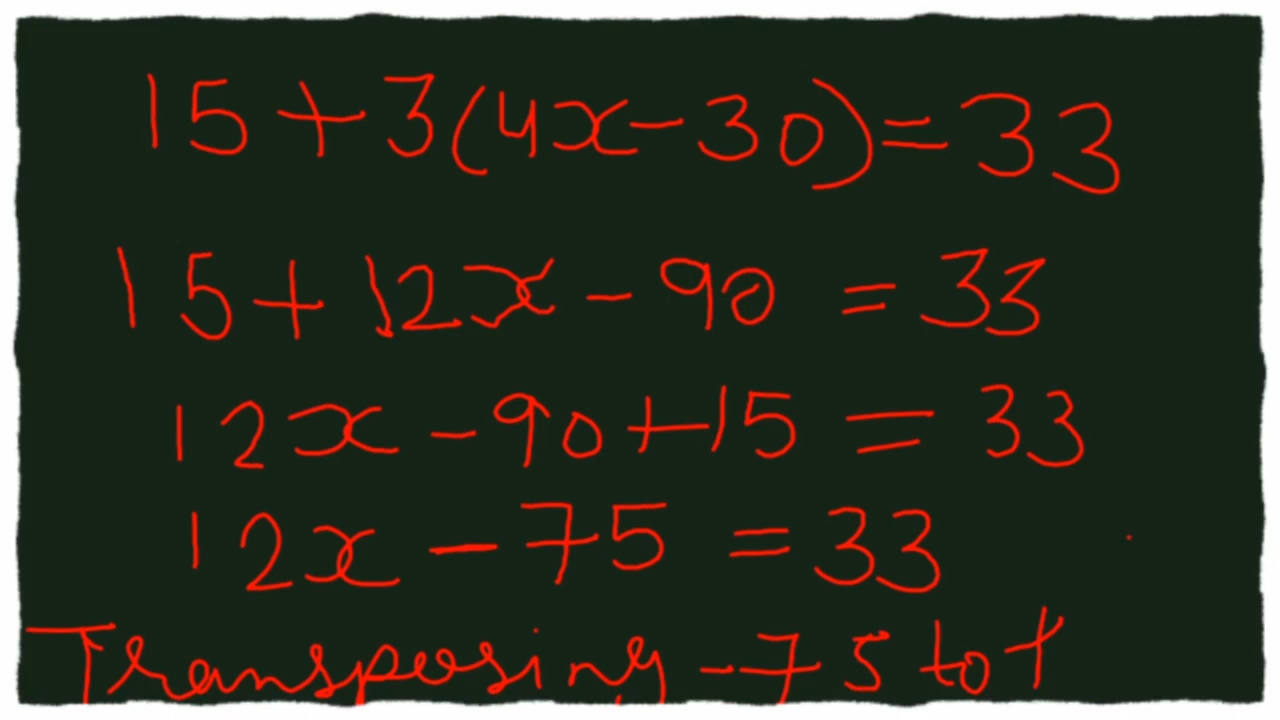 15 + 3(4x - 30) = 33
15 + 12x - 90 = 33
12x - 90 + 15 = 33
12x - 75 = 33
Transposing - 75 to t